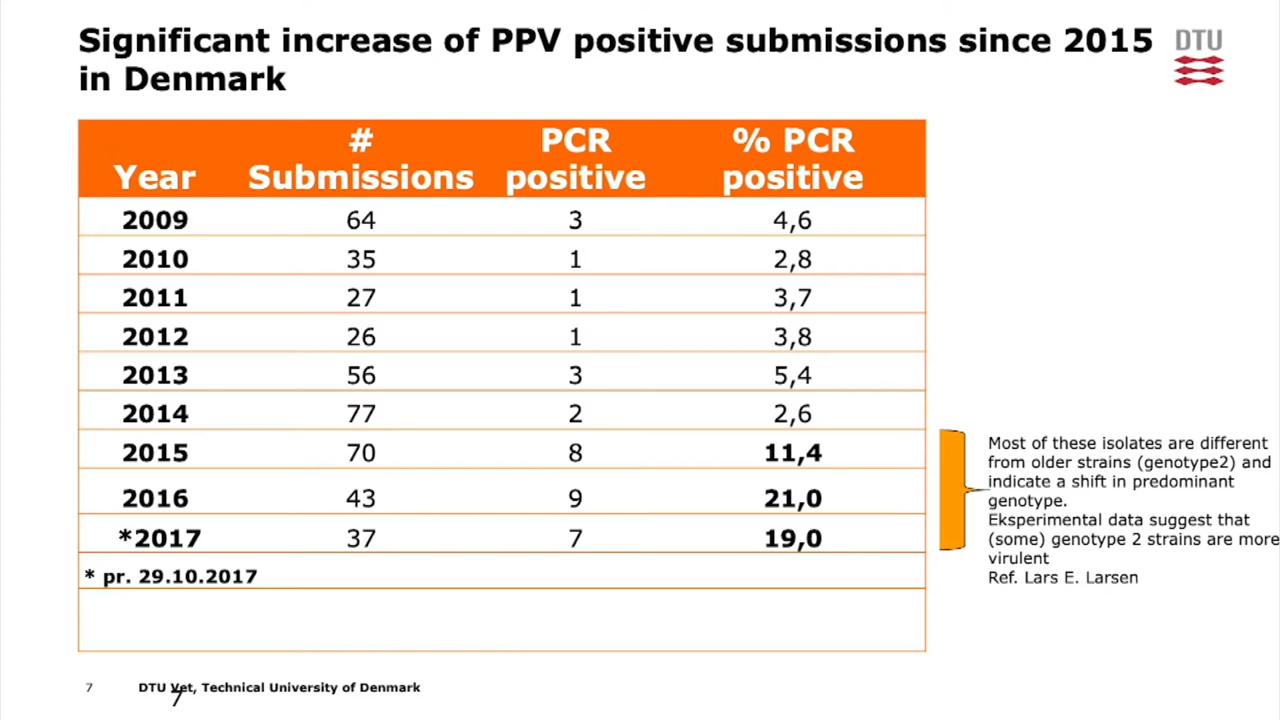 Significant increase of PPV positive submissions since 2015
in Denmark
DTU
Year # Submissions PCR positive % PCR positive
2009 64 3 4,6
2010 35 1 2,8
2011 27 1 3,7
2012 26 1 3,8
2013 56 3 5,4
2014 77 2 2,6
2015 70 8 11,4
2016 43 9 21,0
*2017 37 7 19,0
* pr. 29.10.2017
Most of these isolates are different
from older strains (genotype2) and
indicate a shift in predominant
genotype.
Eksperimental data suggest that
(some) genotype 2 strains are more
virulent
Ref. Lars E. Larsen
7 DTU Vet, Technical University of Denmark
7